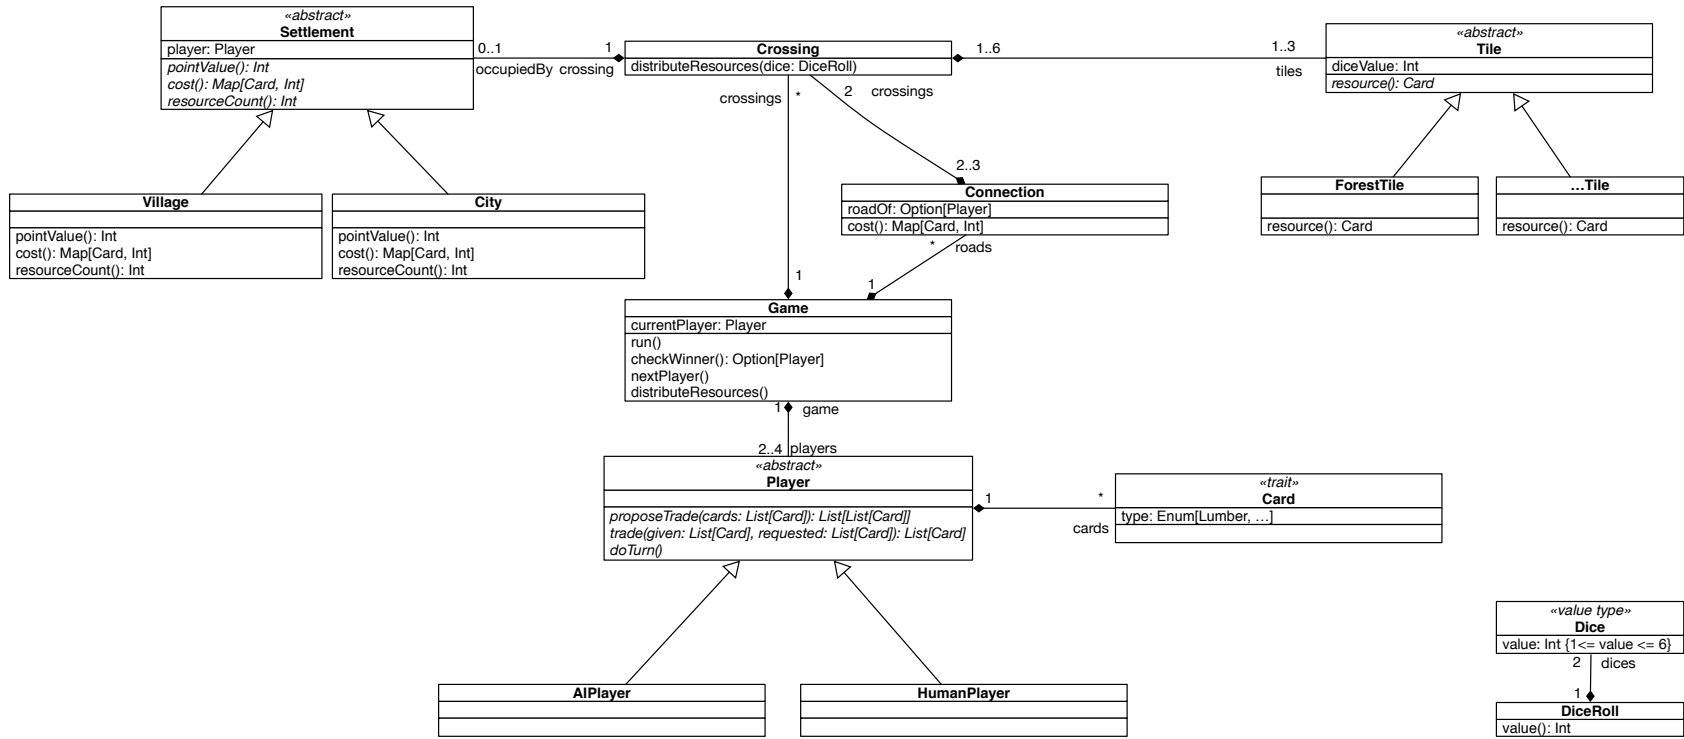 «abstract»
Settlement
player: Player
pointValue(): Int
cost(): Map[Card, Int]
resourceCount(): Int
0..1
1
occupiedBy crossing
Crossing
distributeResources(dice: DiceRoll)
1..6
1..3
tiles
«abstract»
Tile
diceValue: Int
resource(): Card
crossings *
2 crossings
2..3
Village
pointValue(): Int
cost(): Map[Card, Int]
resourceCount(): Int
City
pointValue(): Int
cost(): Map[Card, Int]
resourceCount(): Int
Connection
roadOf: Option[Player]
cost(): Map[Card, Int]
* roads
ForestTile
resource(): Card
...Tile
resource(): Card
1
1
Game
currentPlayer: Player
run()
checkWinner(): Option[Player]
nextPlayer()
distributeResources()
1 game
2..4 players
«abstract»
Player
proposeTrade(cards: List[Card]): List[List[Card]]
trade(given: List[Card], requested: List[Card]): List[Card]
doTurn()
1
*
cards
«trait»
Card
type: Enum[Lumber, ...]
AIPlayer
HumanPlayer
«value type»
Dice
value: Int {1<= value <= 6}
2 dices
1
DiceRoll
value(): Int